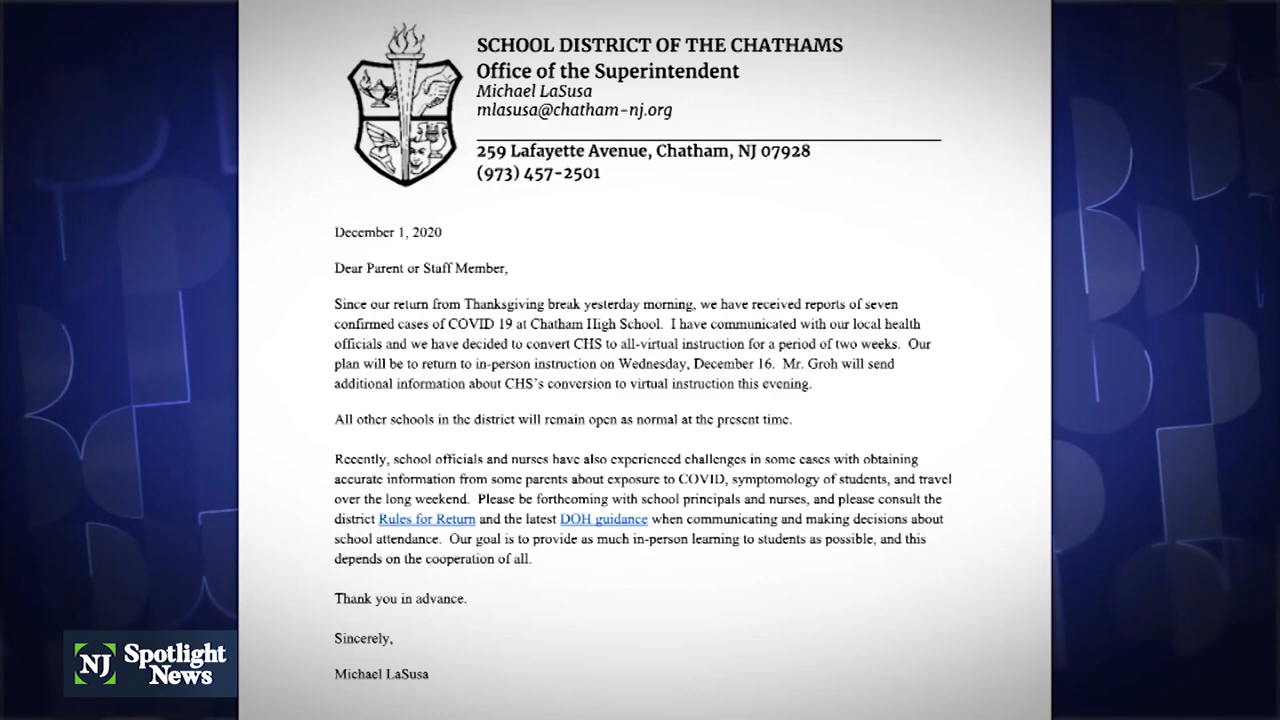 SCHOOL DISTRICT OF THE CHATHAMS
Office of the Superintendent
Michael LaSusa
mlasusa@chatham-nj.org
259 Lafayette Avenue, Chatham, NJ 07928
(973) 457-2501
December 1, 2020
Dear Parent or Staff Member,
Since our return from Thanksgiving break yesterday morning, we have received reports of seven
confirmed cases of COVID 19 at Chatham High School.  I have communicated with our local health
officials and we have decided to convert CHS to all-virtual instruction for a period of two weeks.  Our
plan will be to return to in-person instruction on Wednesday, December 16.  Mr. Groh will send
additional information about CHS's conversion to virtual instruction this evening.
All other schools in the district will remain open as normal at the present time.
Recently, school officials and nurses have also experienced challenges in some cases with obtaining
accurate information from some parents about exposure to COVID, symptomology of students, and travel
over the long weekend.  Please be forthcoming with school principals and nurses, and please consult the
district Rules for Return and the latest DOH guidance when communicating and making decisions about
school attendance.  Our goal is to provide as much in-person learning to students as possible, and this
depends on the cooperation of all.
Thank you in advance.
Sincerely,
Michael LaSusa
NJ Spotlight
News